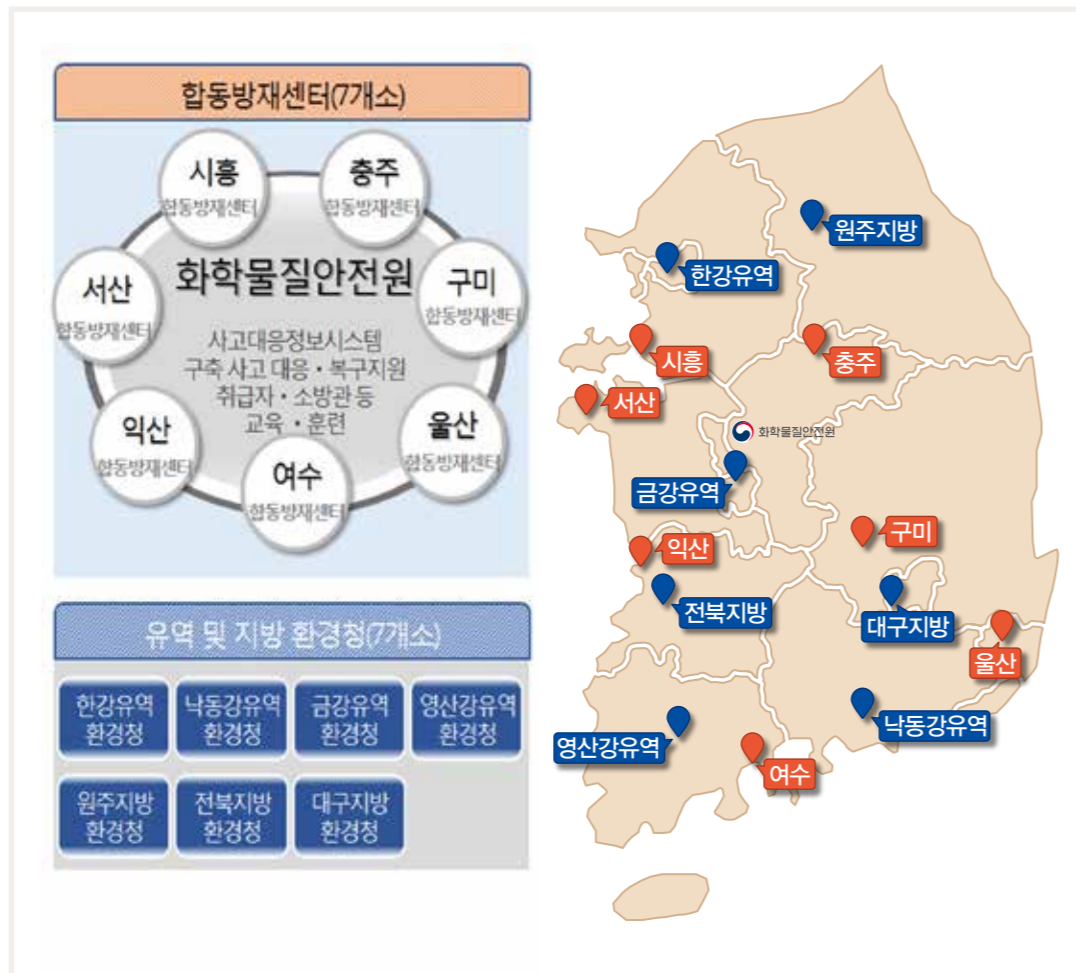 합동방재센터(7개소)
시흥
합동방재센터
충주
합동방재센터
서산
합동방재센터
화학물질안전원
구미
합동방재센터
사고대응정보시스템
구축 사고 대응・복구지원
취급자・소방관 등
교육・훈련
익산
합동방재센터
울산
합동방재센터
여수
합동방재센터
유역 및 지방 환경청(7개소)
한강유역
환경청
낙동강유역
환경청
금강유역
환경청
영산강유역
환경청
원주지방
환경청
전북지방
환경청
대구지방
환경청
원주지방
한강유역
시흥
충주
서산
화학물질안전원
금강유역
구미
익산
전북지방
대구지방
울산
낙동강유역
영산강유역
여수